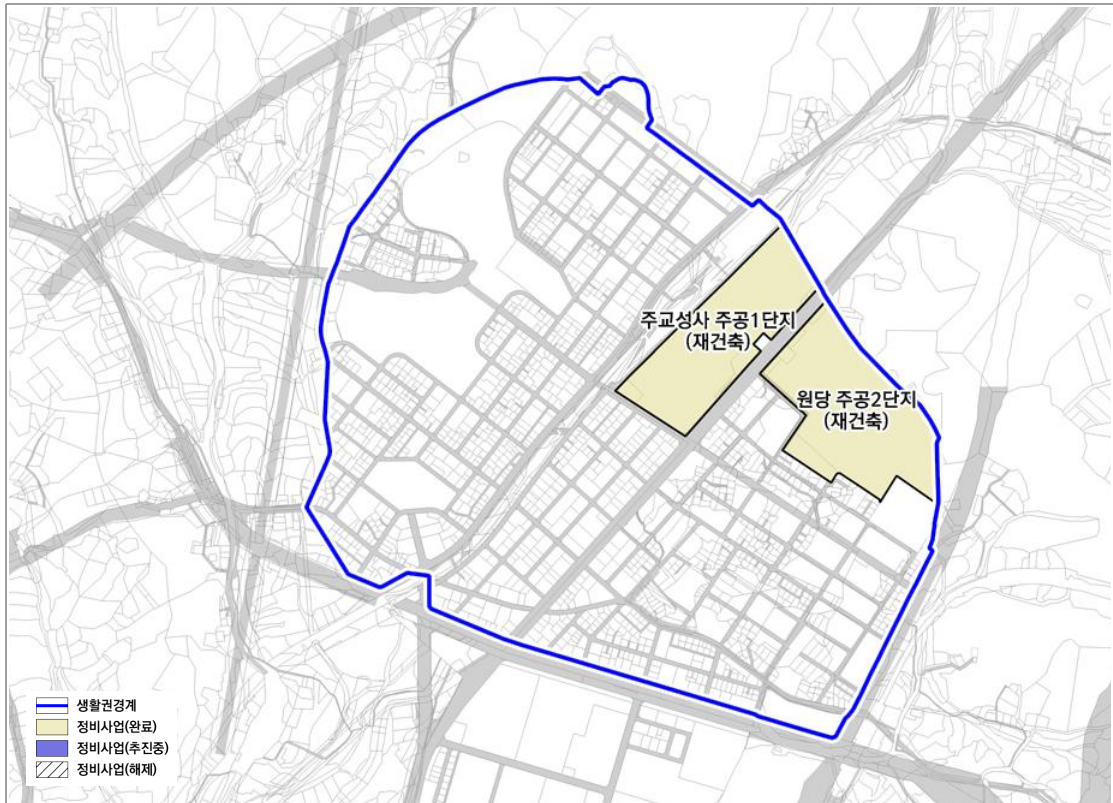 주교성사 주공1단지
(재건축)
원당 주공2단지
(재건축)
생활권경계
정비사업(완료)
정비사업(추진중)
정비사업(해제)